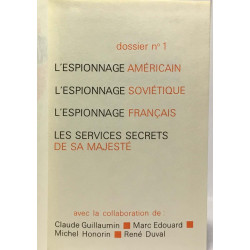 dossier n° 1
L'ESPIONNAGE AMÉRICAIN
L'ESPIONNAGE SOVIÉTIQUE
L'ESPIONNAGE FRANÇAIS
LES SERVICES SECRETS
DE SA MAJESTÉ
avec la collaboration de :
Claude Guillaumin ■ Marc Edouard ■
Michel Honorin ■ René Duval